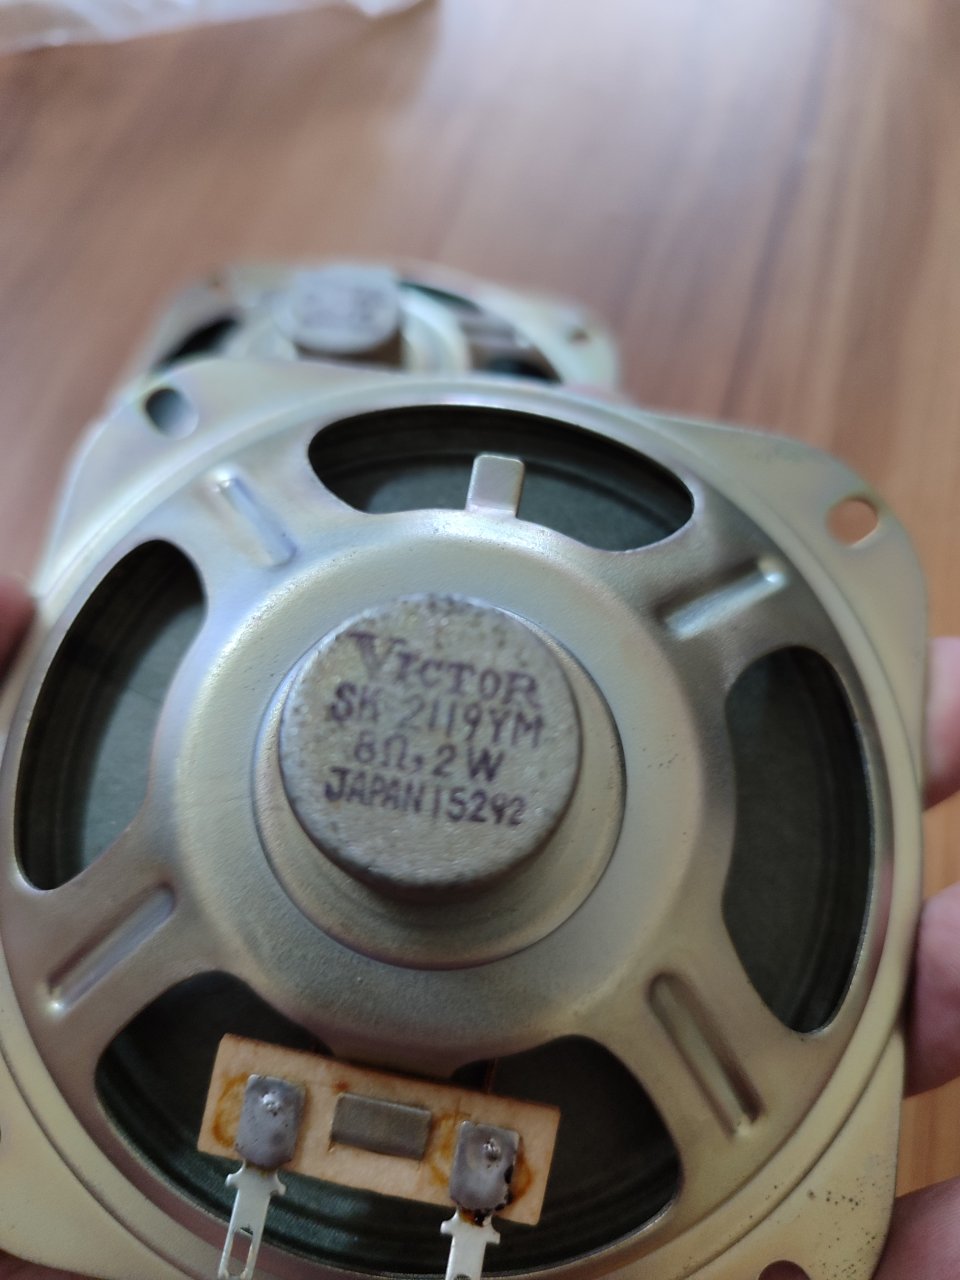 VICTOR
SK 2119YM
8Ω, 2W
JAPAN 15292